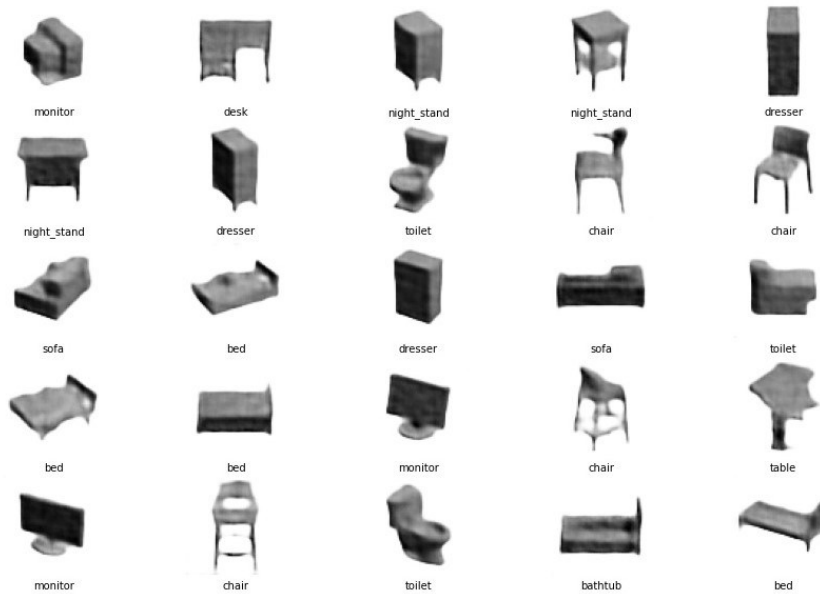 monitor desk night_stand night_stand dresser
night_stand dresser toilet chair chair
sofa bed dresser sofa toilet
bed bed monitor chair table
monitor chair toilet bathtub bed